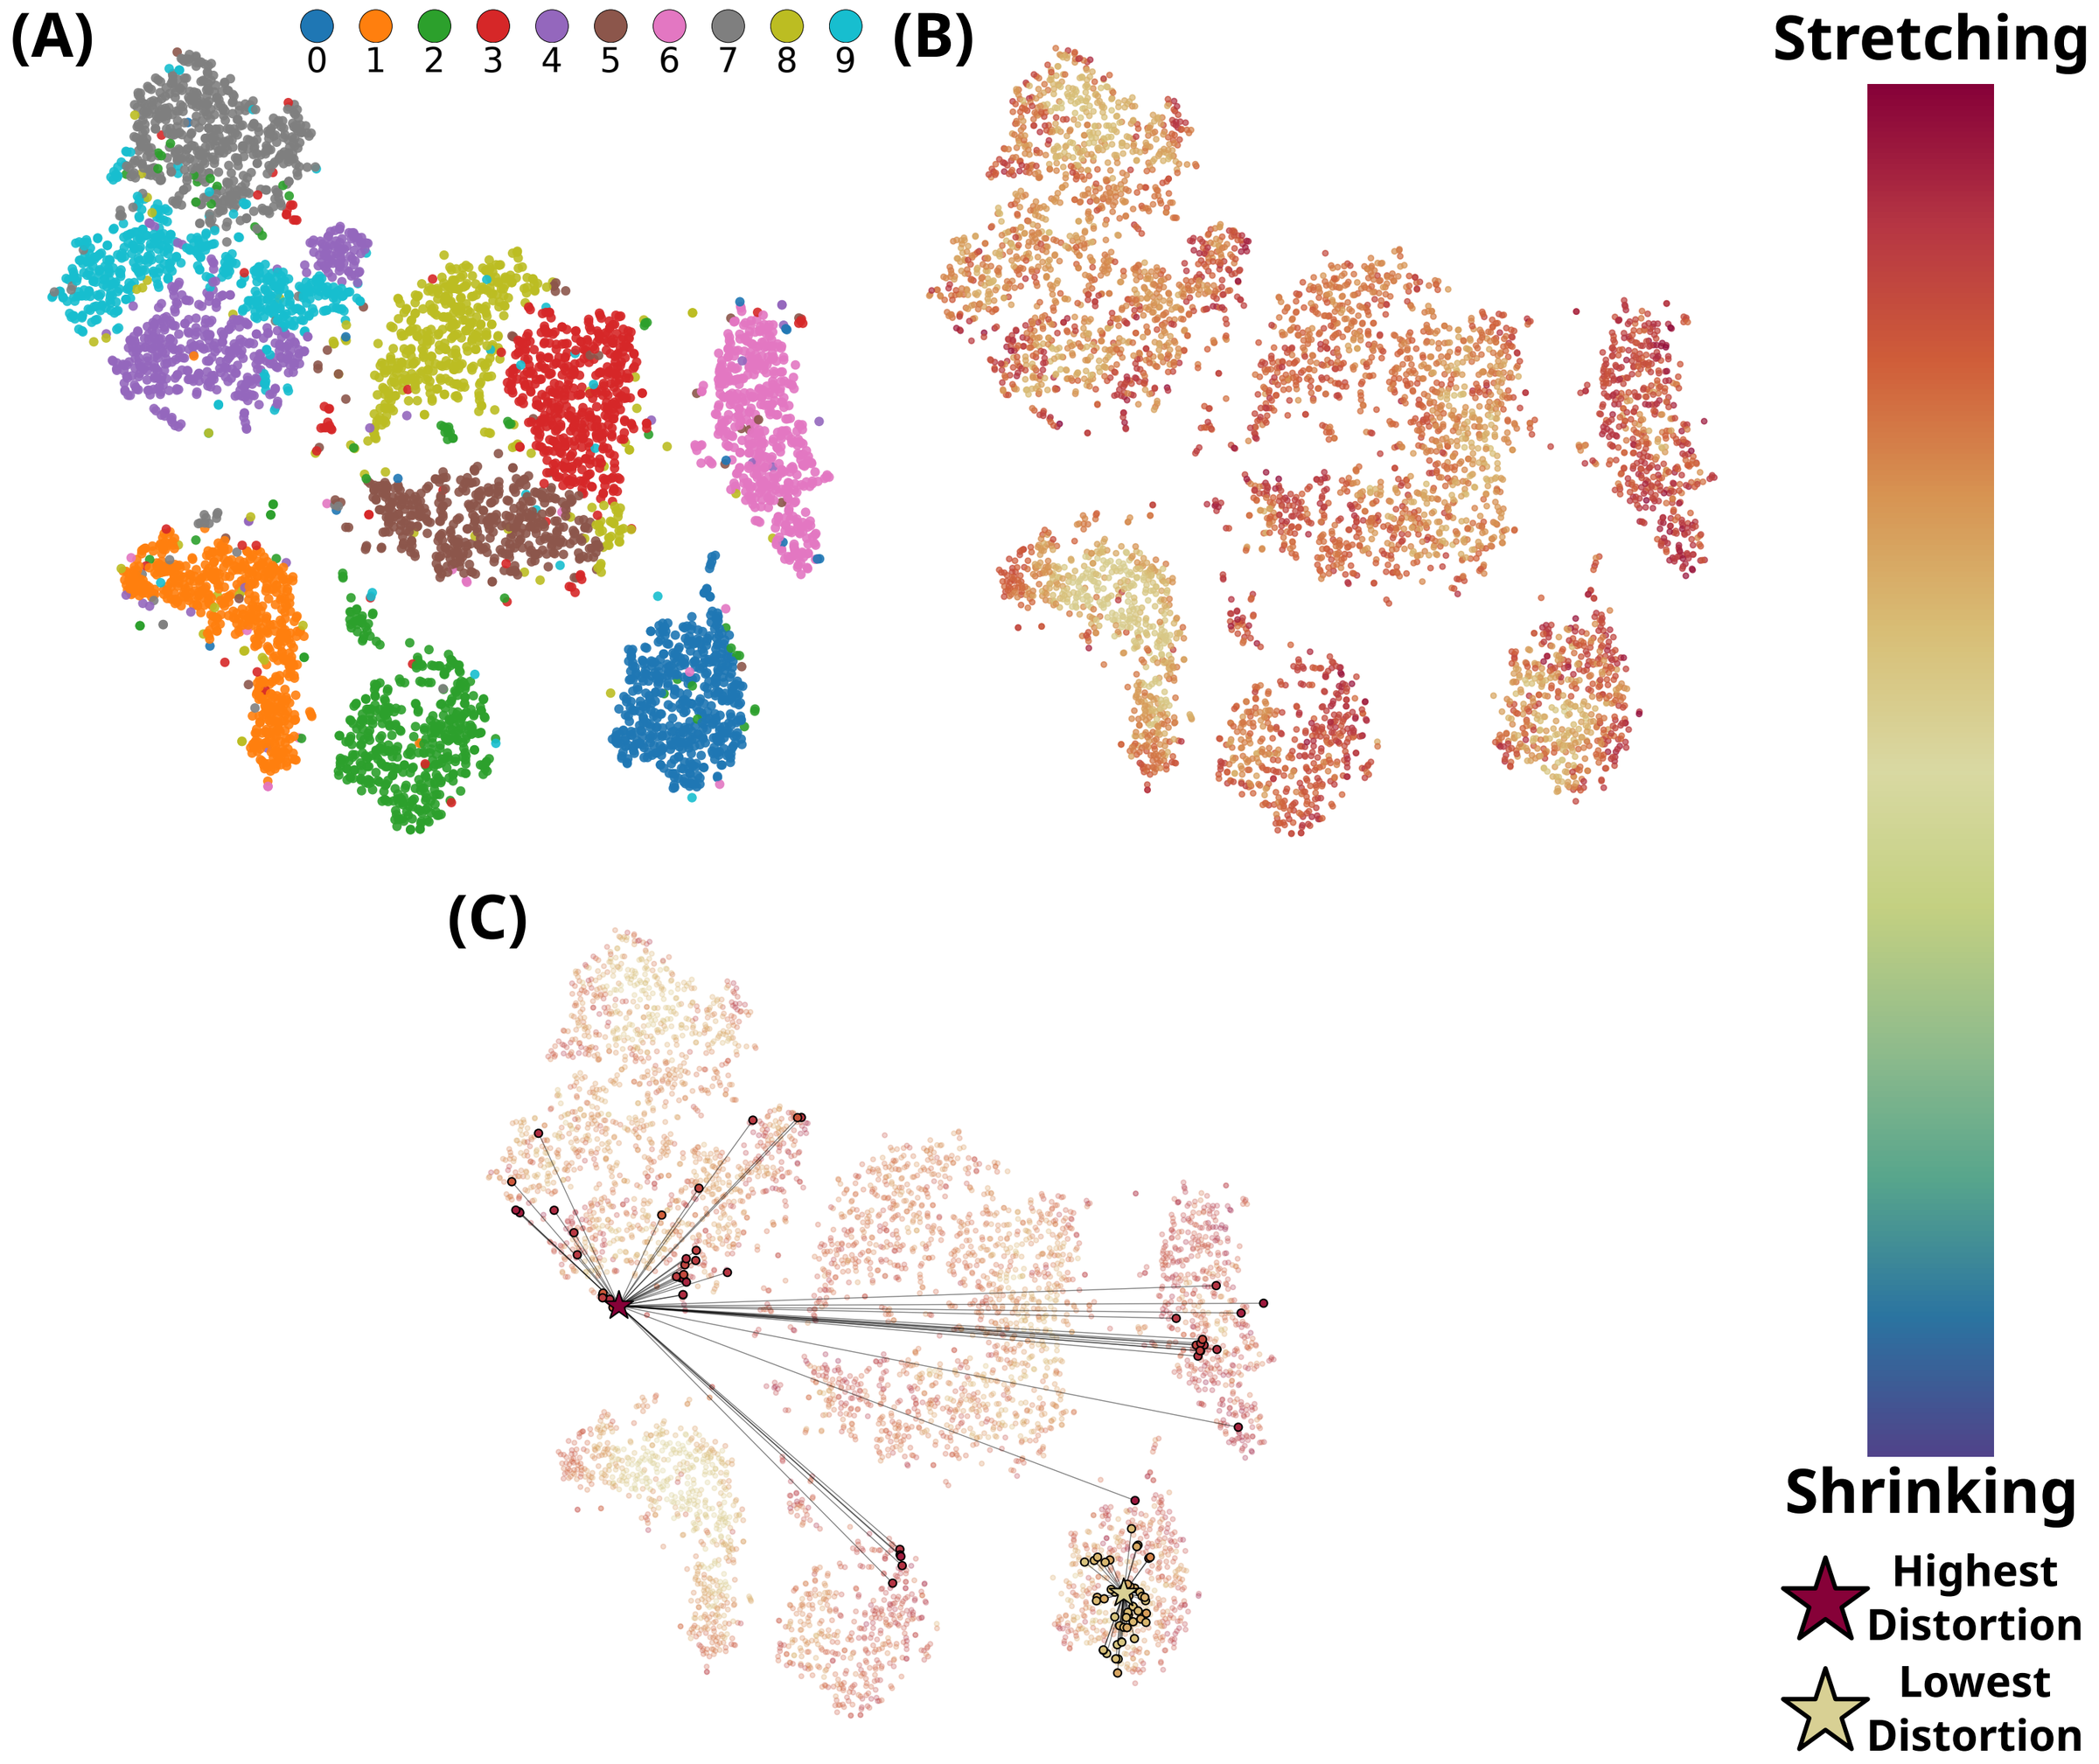 (A)
0 1 2 3 4 5 6 7 8 9
(B)
Stretching
(C)
Shrinking
Highest
Distortion
Lowest
Distortion